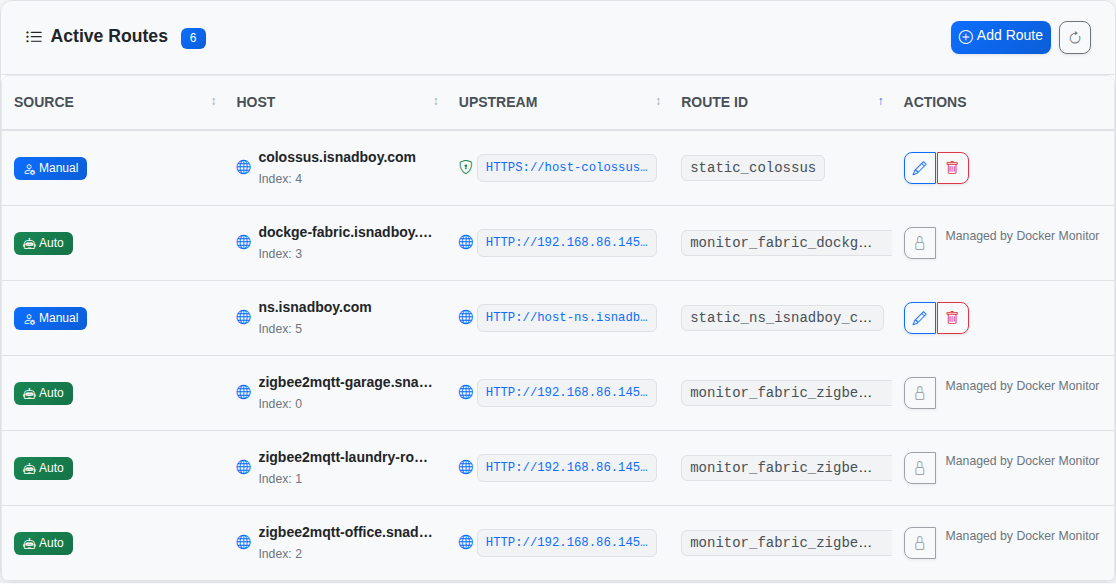 Active Routes 6
Add Route
SOURCE HOST UPSTREAM ROUTE ID ACTIONS
Manual colossus.isnadboy.com HTTPS://host-colossus… static_colossus
Index: 4
Auto dockge-fabric.isnadboy.… HTTP://192.168.86.145… monitor_fabric_dockg… Managed by Docker Monitor
Index: 3
Manual ns.isnadboy.com HTTP://host-ns.isnadb… static_ns_isnadboy_c…
Index: 5
Auto zigbee2mqtt-garage.sna… HTTP://192.168.86.145… monitor_fabric_zigbe… Managed by Docker Monitor
Index: 0
Auto zigbee2mqtt-laundry-ro… HTTP://192.168.86.145… monitor_fabric_zigbe… Managed by Docker Monitor
Index: 1
Auto zigbee2mqtt-office.snad… HTTP://192.168.86.145… monitor_fabric_zigbe… Managed by Docker Monitor
Index: 2